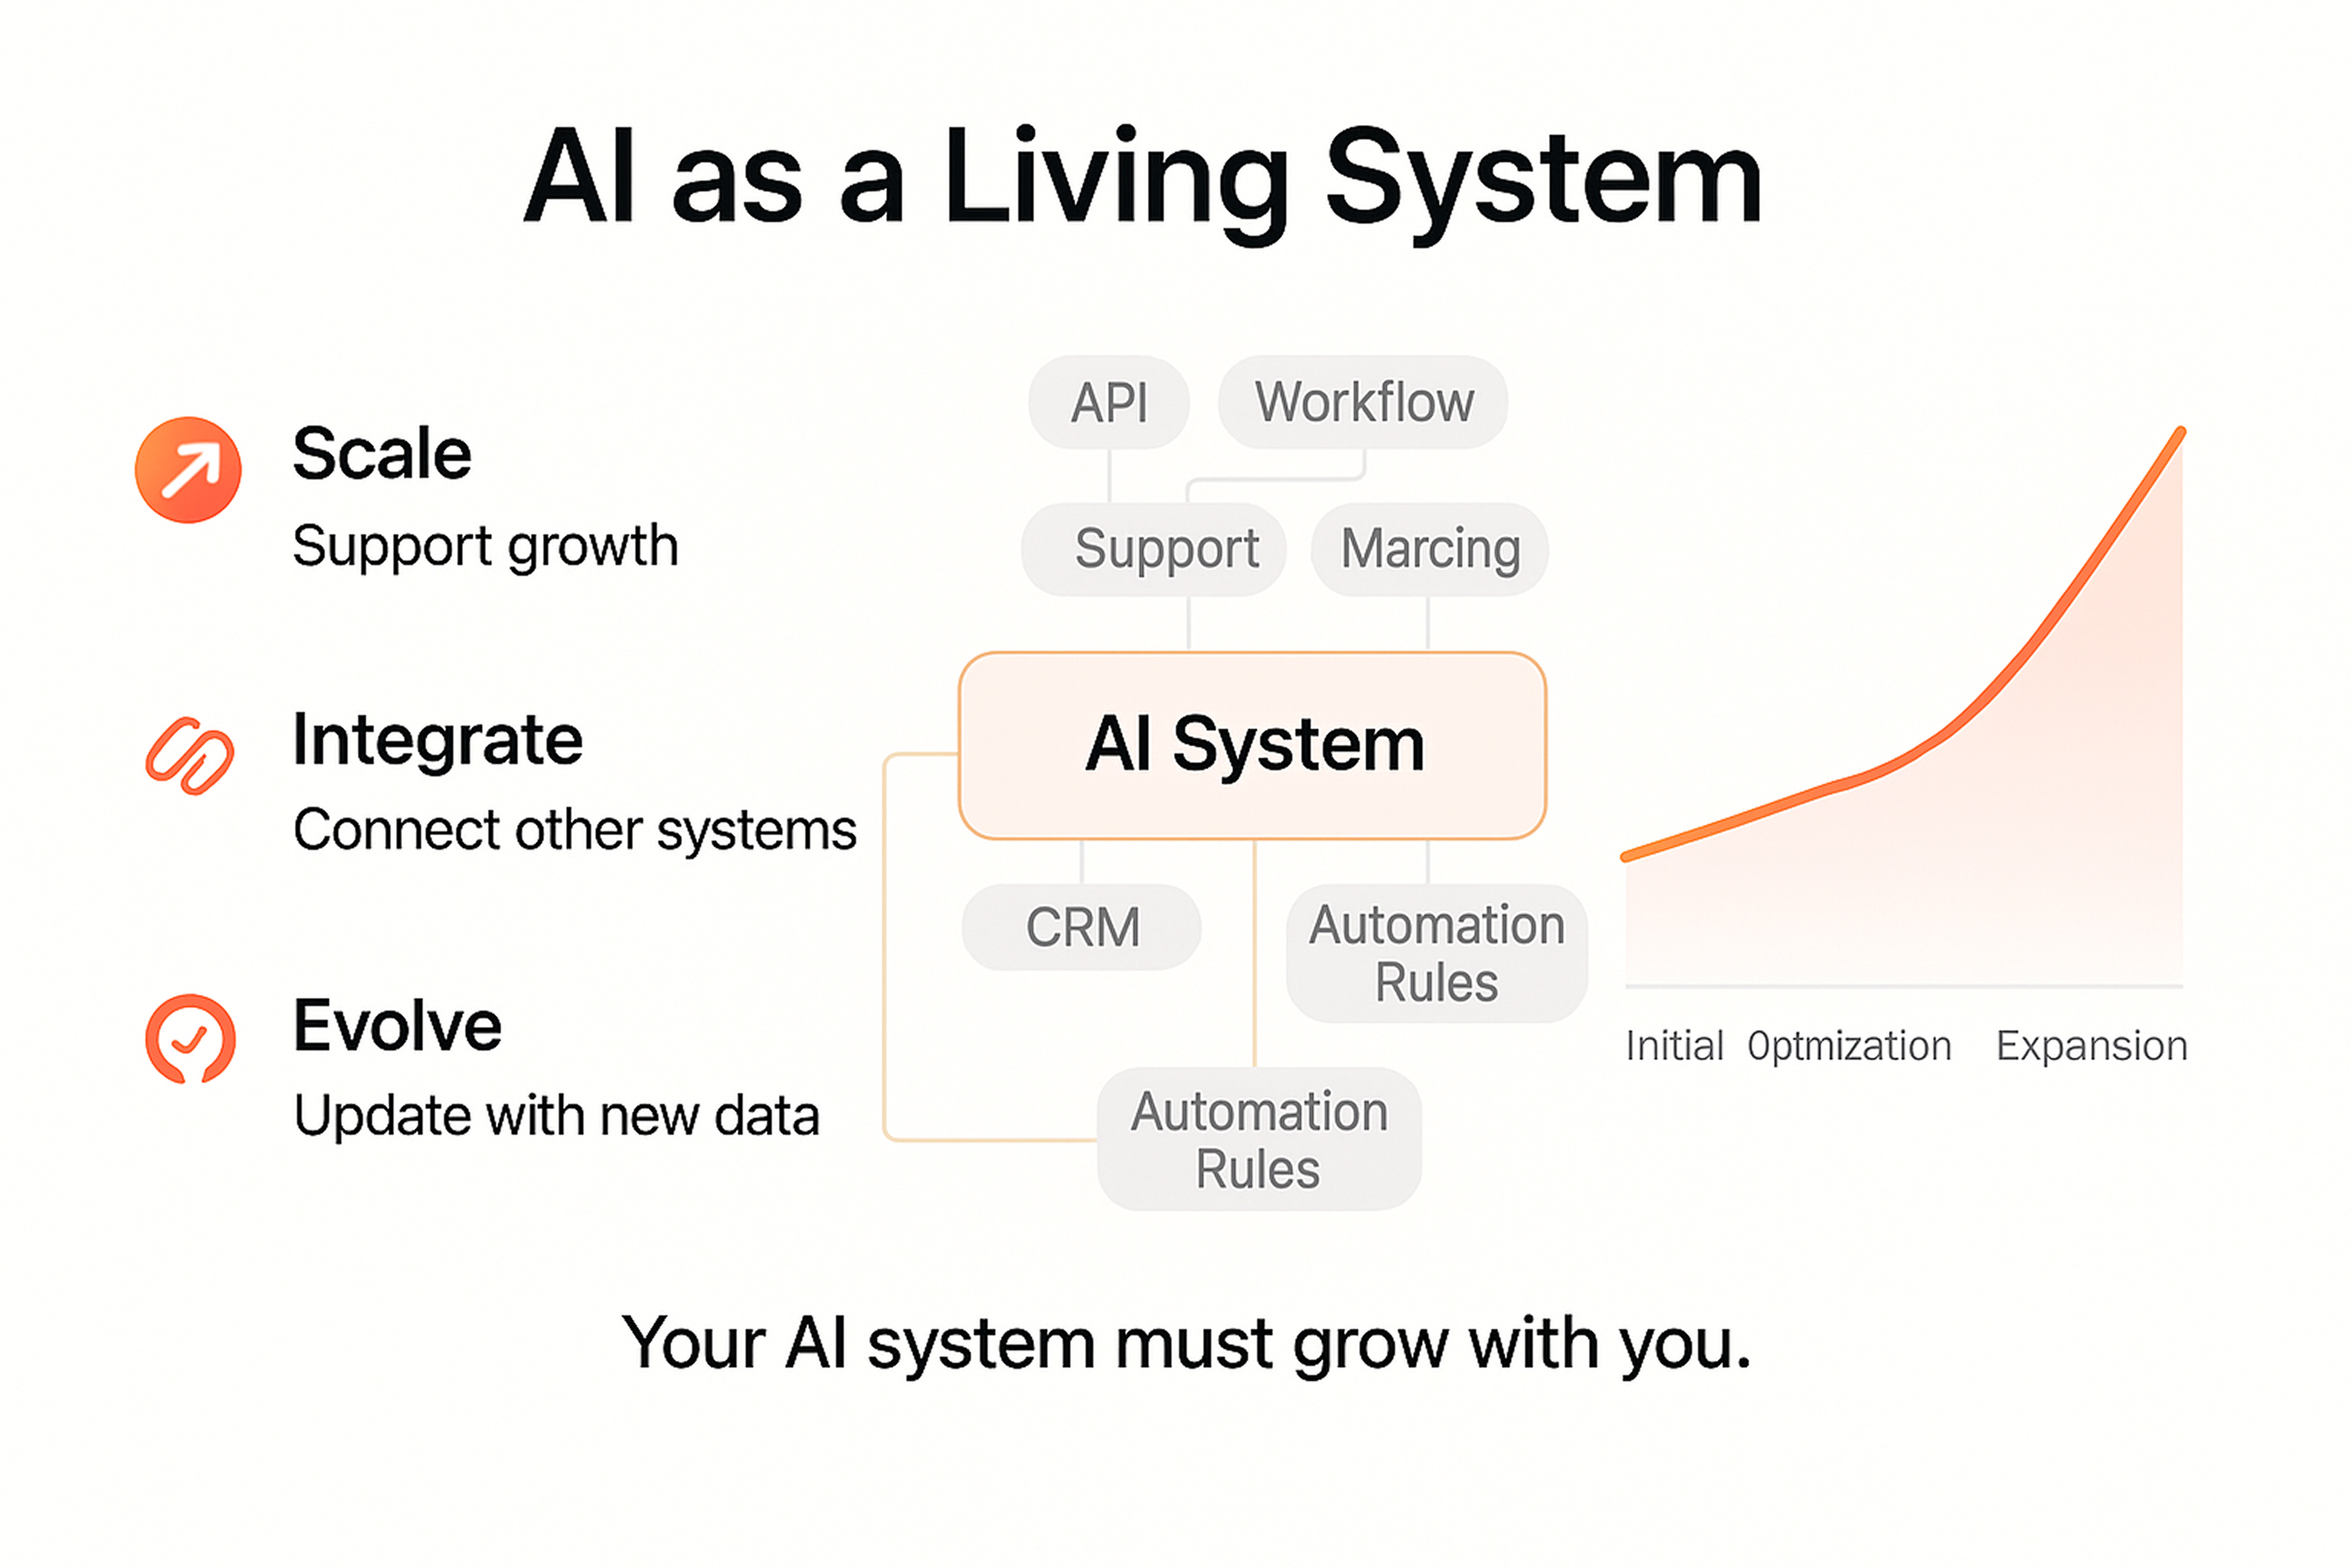 AI as a Living System
Scale
Support growth
Integrate
Connect other systems
Evolve
Update with new data
API
Workflow
Support
Marcing
AI System
CRM
Automation
Rules
Automation
Rules
Initial
Optmization
Expansion
Your AI system must grow with you.